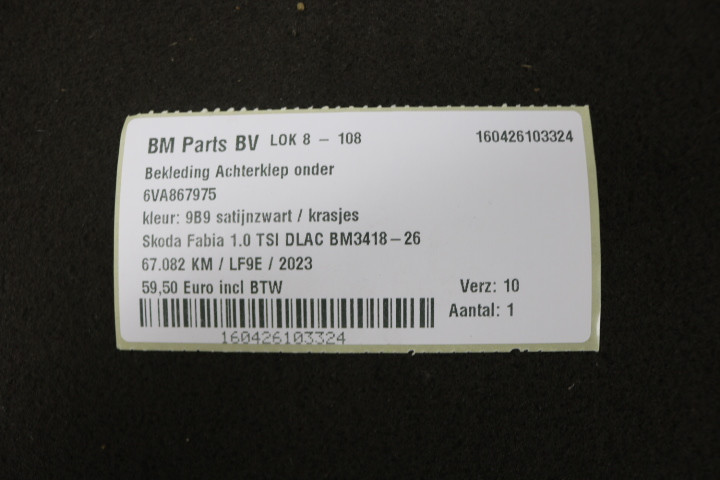 BM Parts BV LOK 8 - 108 160426103324
Bekleding Achterklep onder
6VA867975
kleur: 9B9 satijnzwart / krasjes
Skoda Fabia 1.0 TSI DLAC BM3418-26
67.082 KM / LF9E / 2023
59,50 Euro incl BTW Verz: 10
Aantal: 1
160426103324